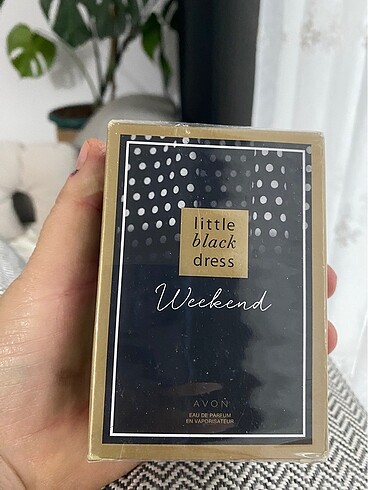 little
black
dress
Weekend
AVON
EAU DE PARFUM
EN VAPORISATEUR